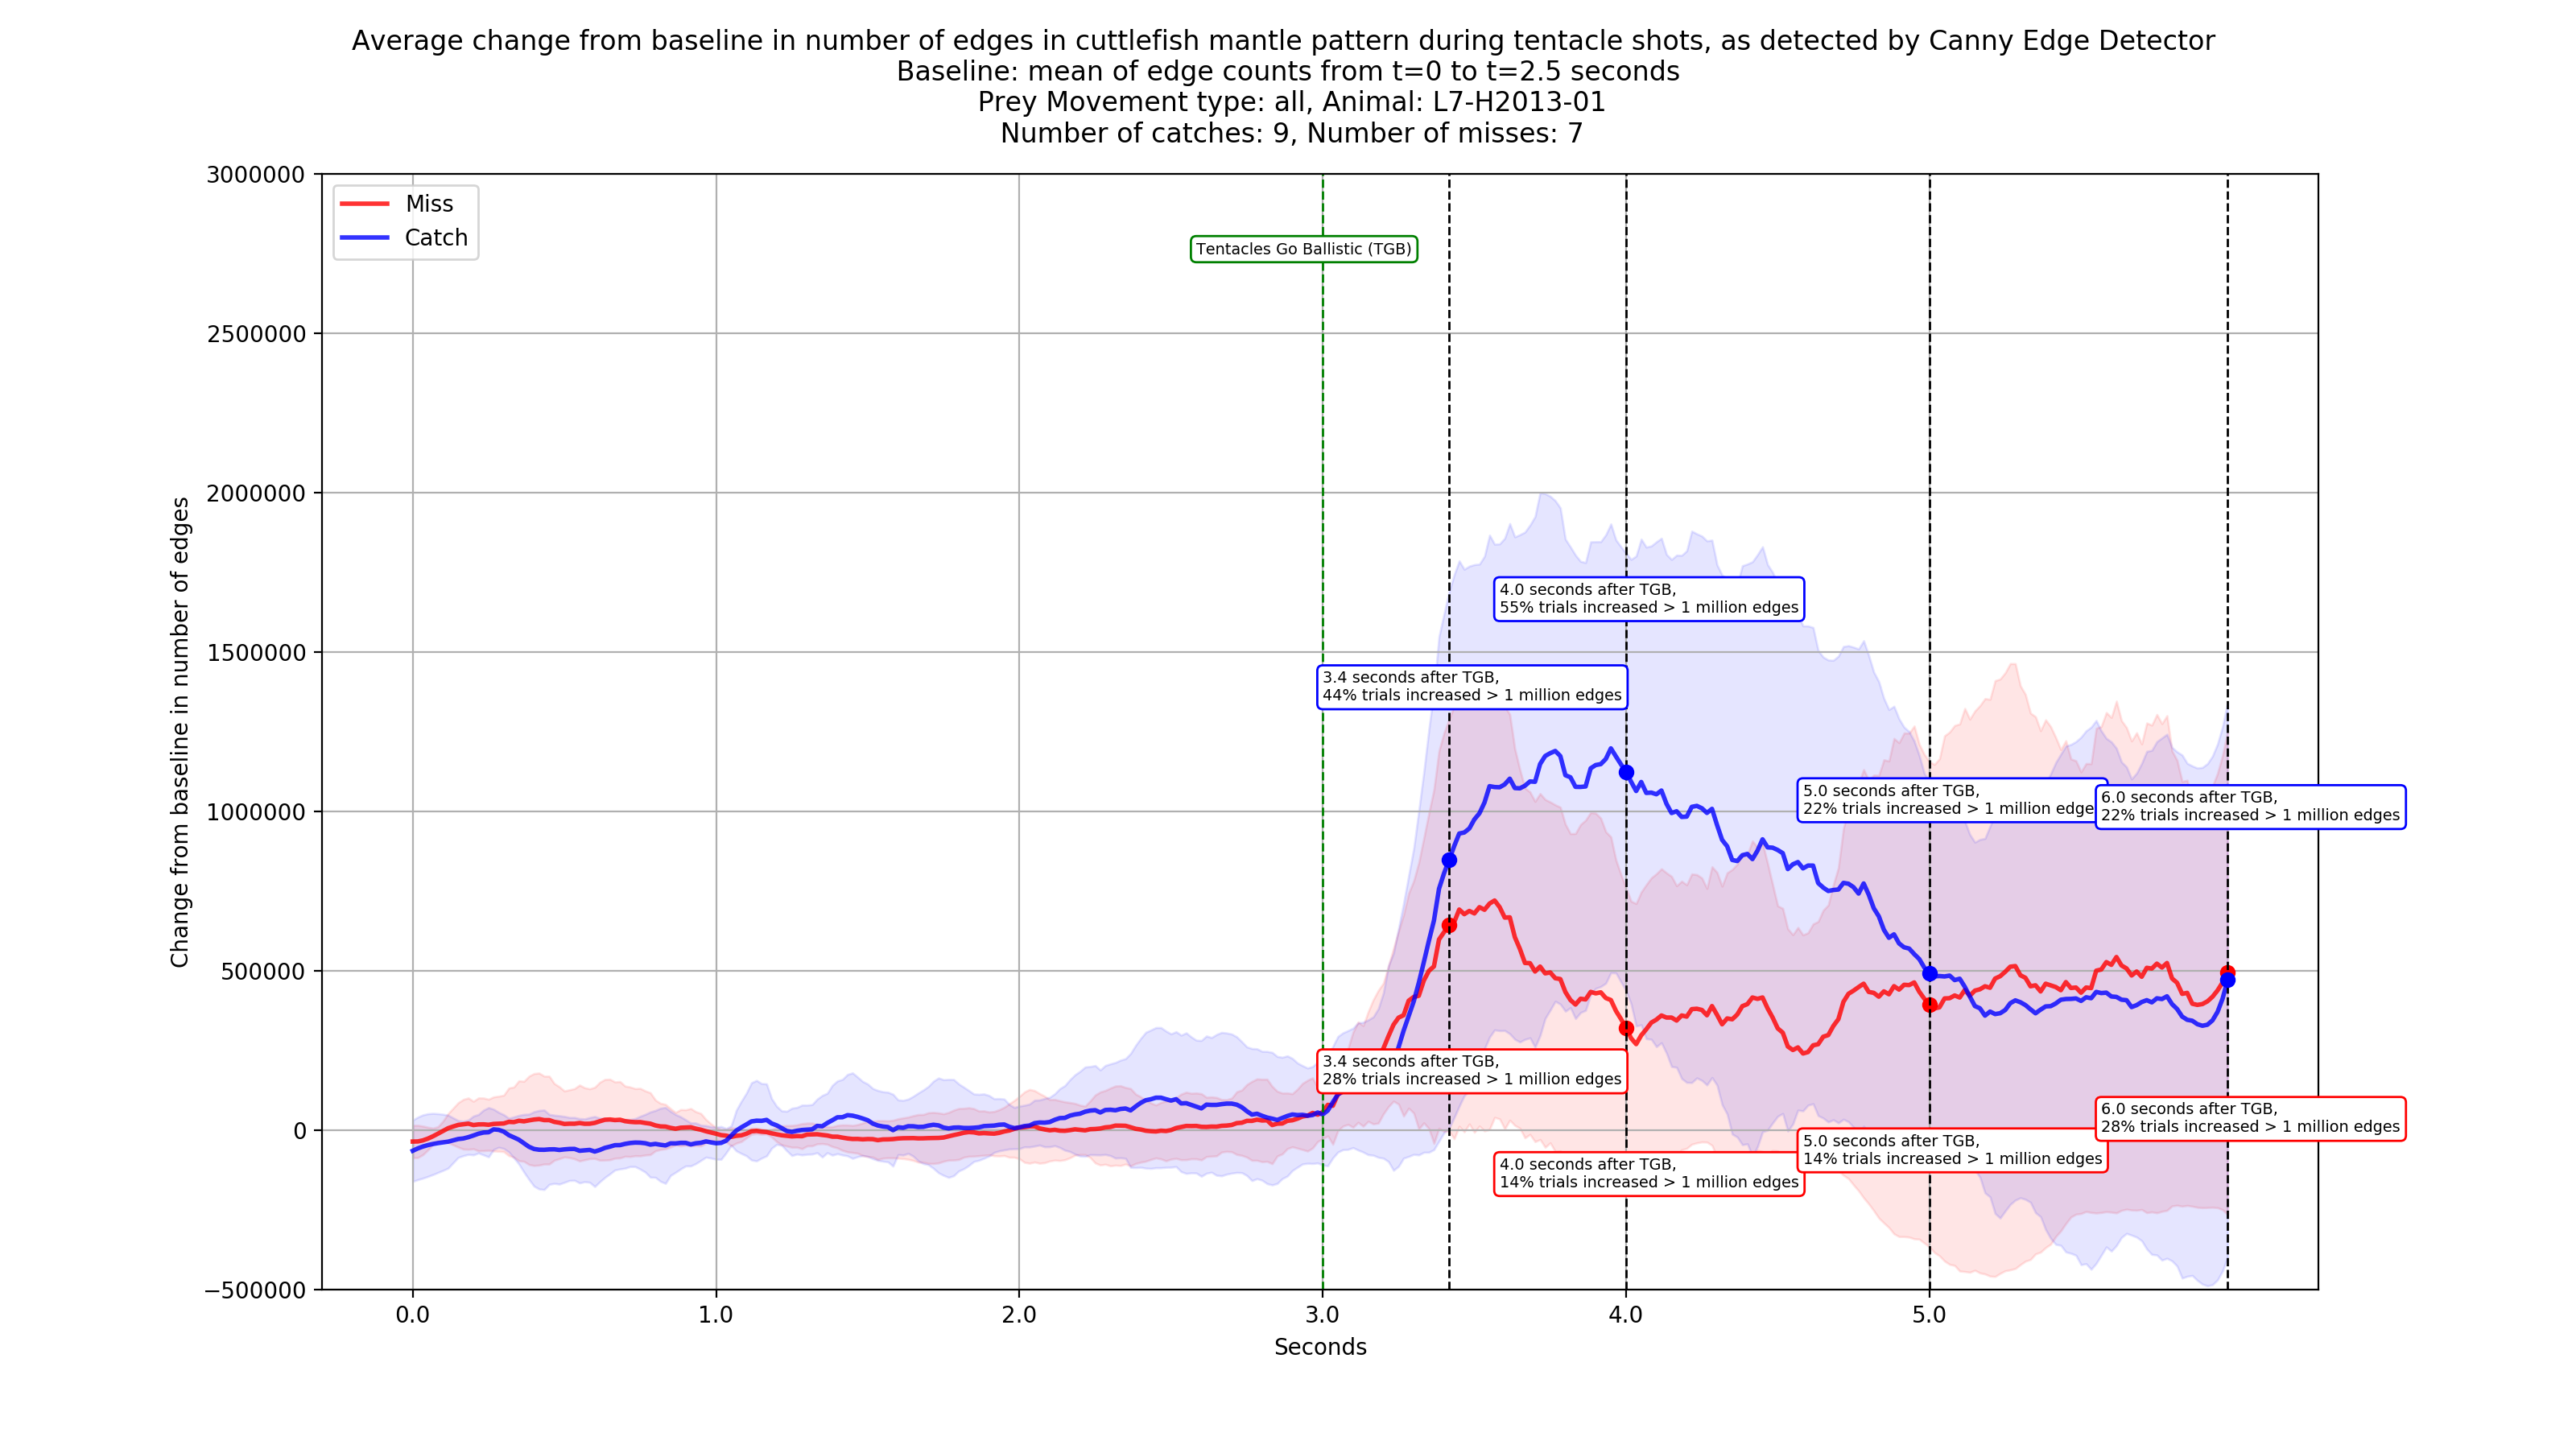 Average change from baseline in number of edges in cuttlefish mantle pattern during tentacle shots, as detected by Canny Edge Detector
Baseline: mean of edge counts from t=0 to t=2.5 seconds
Prey Movement type: all, Animal: L7-H2013-01
Number of catches: 9, Number of misses: 7
3000000
2500000
2000000
1500000
1000000
500000
0
−500000
Change from baseline in number of edges
Miss
Catch
Tentacles Go Ballistic (TGB)
4.0 seconds after TGB,
55% trials increased > 1 million edges
3.4 seconds after TGB,
44% trials increased > 1 million edges
5.0 seconds after TGB,
22% trials increased > 1 million edge
6.0 seconds after TGB,
22% trials increased > 1 million edges
3.4 seconds after TGB,
28% trials increased > 1 million edges
4.0 seconds after TGB,
14% trials increased > 1 million edges
5.0 seconds after TGB,
14% trials increased > 1 million edges
6.0 seconds after TGB,
28% trials increased > 1 million edges
0.0 1.0 2.0 3.0 4.0 5.0
Seconds